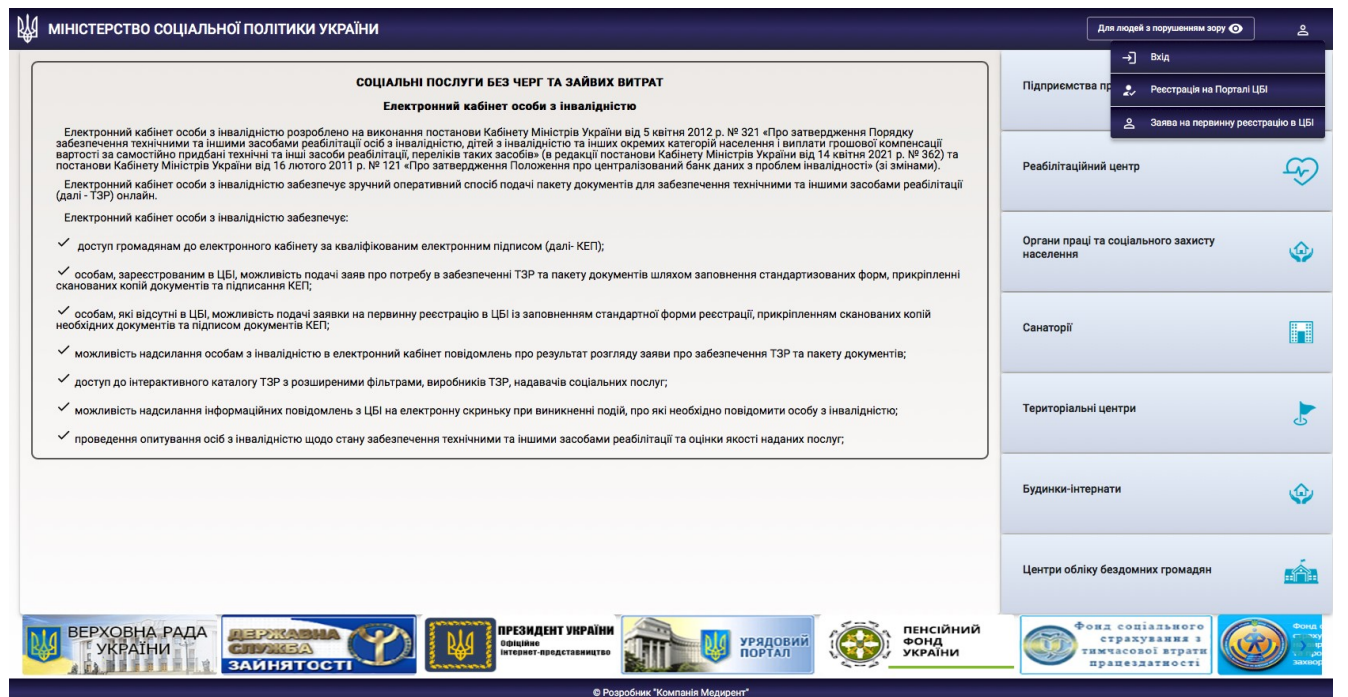 МІНІСТЕРСТВО СОЦІАЛЬНОЇ ПОЛІТИКИ УКРАЇНИ
Для людей з порушенням зору
Вхід
Реєстрація на Порталі ЦБІ
Заява на первинну реєстрацію в ЦБІ
СОЦІАЛЬНІ ПОСЛУГИ БЕЗ ЧЕРГ ТА ЗАЙВИХ ВИТРАТ
Електронний кабінет особи з інвалідністю
Електронний кабінет особи з інвалідністю розроблено на виконання постанови Кабінету Міністрів України від 5 квітня 2012 р. № 321 «Про затвердження Порядку
забезпечення технічними та іншими засобами реабілітації осіб з інвалідністю, дітей з інвалідністю та інших окремих категорій населення і виплати грошової компенсації
вартості за самостійно придбані технічні та інші засоби реабілітації, переліків таких засобів» (в редакції постанови Кабінету Міністрів України від 14 квітня 2021 р. № 362) та
постанови Кабінету Міністрів України від 16 лютого 2011 р. № 121 «Про затвердження Положення про централізований банк даних з проблем інвалідності» (зі змінами).
Електронний кабінет особи з інвалідністю забезпечує зручний оперативний спосіб подачі пакету документів для забезпечення технічними та іншими засобами реабілітації
(далі - ТЗР) онлайн.
Електронний кабінет особи з інвалідністю забезпечує:
доступ громадянам до електронного кабінету за кваліфікованим електронним підписом (далі- КЕП);
особам, зареєстрованим в ЦБІ, можливість подачі заяв про потребу в забезпеченні ТЗР та пакету документів шляхом заповнення стандартизованих форм, прикріпленні
сканованих копій документів та підписання КЕП;
особам, які відсутні в ЦБІ, можливість подачі заявки на первинну реєстрацію в ЦБІ із заповненням стандартної форми реєстрації, прикріпленням сканованих копій
необхідних документів та підписом документів КЕП;
можливість надсилання особам з інвалідністю в електронний кабінет повідомлень про результат розгляду заяви про забезпечення ТЗР та пакету документів;
доступ до інтерактивного каталогу ТЗР з розширеними фільтрами, виробників ТЗР, надавачів соціальних послуг;
можливість надсилання інформаційних повідомлень з ЦБІ на електронну скриньку при виникненні подій, про які необхідно повідомити особу з інвалідністю;
проведення опитування осіб з інвалідністю щодо стану забезпечення технічними та іншими засобами реабілітації та оцінки якості наданих послуг;
Підприємства
Реабілітаційний центр
Органи праці та соціального захисту
населення
Санаторії
Територіальні центри
Будинки-інтернати
Центри обліку бездомних громадян
ВЕРХОВНА РАДА
УКРАЇНИ
ДЕРЖАВНА
СЛУЖБА
ЗАЙНЯТОСТІ
ПРЕЗИДЕНТ УКРАЇНИ
Офіційне
інтернет-представництво
УРЯДОВИЙ
ПОРТАЛ
ПЕНСІЙНИЙ
ФОНД
УКРАЇНИ
Фонд соціального
страхування з
тимчасової втрати
працездатності
© Розробник "Компанія Медирент"